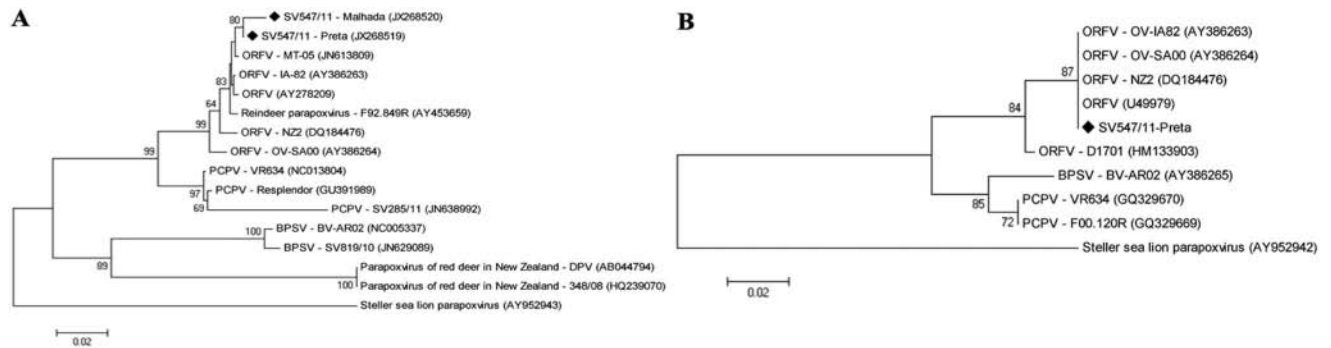 A
80
◆ SV547/11 - Malhada (JX268520)
◆ SV547/11 - Preta (JX268519)
ORFV - MT-05 (JN613809)
83
ORFV - IA-82 (AY386263)
ORFV (AY278209)
64
Reindeer parapoxvirus - F92.849R (AY453659)
99
ORFV - NZ2 (DQ184476)
ORFV - OV-SA00 (AY386264)
99
PCPV - VR634 (NC013804)
97
PCPV - Resplendor (GU391989)
69
PCPV - SV285/11 (JN638992)
100
BPSV - BV-AR02 (NC005337)
BPSV - SV819/10 (JN629089)
89
Parapoxvirus of red deer in New Zealand - DPV (AB044794)
100
Parapoxvirus of red deer in New Zealand - 348/08 (HQ239070)
Steller sea lion parapoxvirus (AY952943)
0.02
B
ORFV - OV-IA82 (AY386263)
ORFV - OV-SA00 (AY386264)
87
ORFV - NZ2 (DQ184476)
84
ORFV (U49979)
◆ SV547/11-Preta
ORFV - D1701 (HM133903)
BPSV - BV-AR02 (AY386265)
85
PCPV - VR634 (GQ329670)
72
PCPV - F00.120R (GQ329669)
Steller sea lion parapoxvirus (AY952942)
0.02